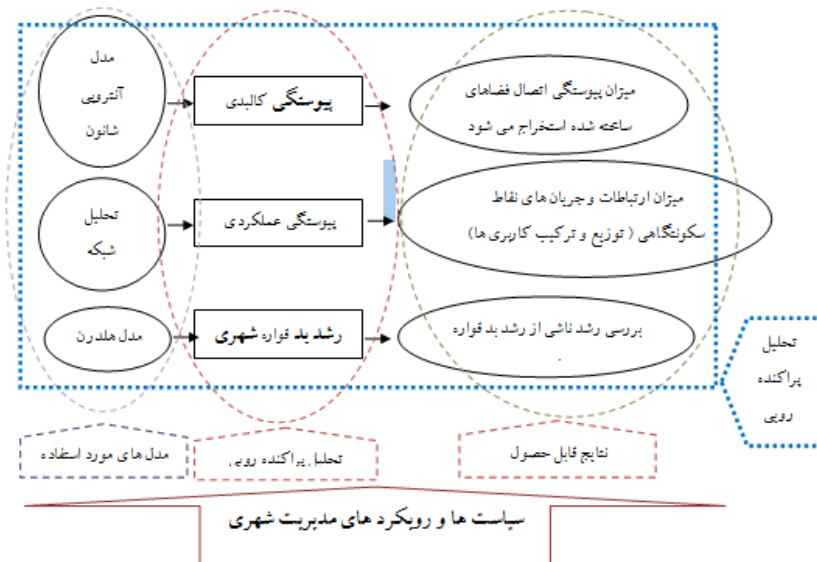 مدل
آنتروپی
شانون
پیوستگی کالبدی
میزان پیوستگی اتصال فضاهای
ساخته شده استخراج می شود
تحلیل
شبکه
پیوستگی عملکردی
میزان ارتباطات و جریان های نقاط
سکونتگاهی ( توزیع و ترکیب کاربری ها)
مدل هلدرن
رشد بد قواره شهری
بررسی رشد ناشی از رشد بد قواره
.
تحلیل
پراکنده
رویی
مدل های مورد استفاده
تحلیل پراکنده رویی
نتایج قابل حصول
سیاست ها و رویکرد های مدیریت شهری